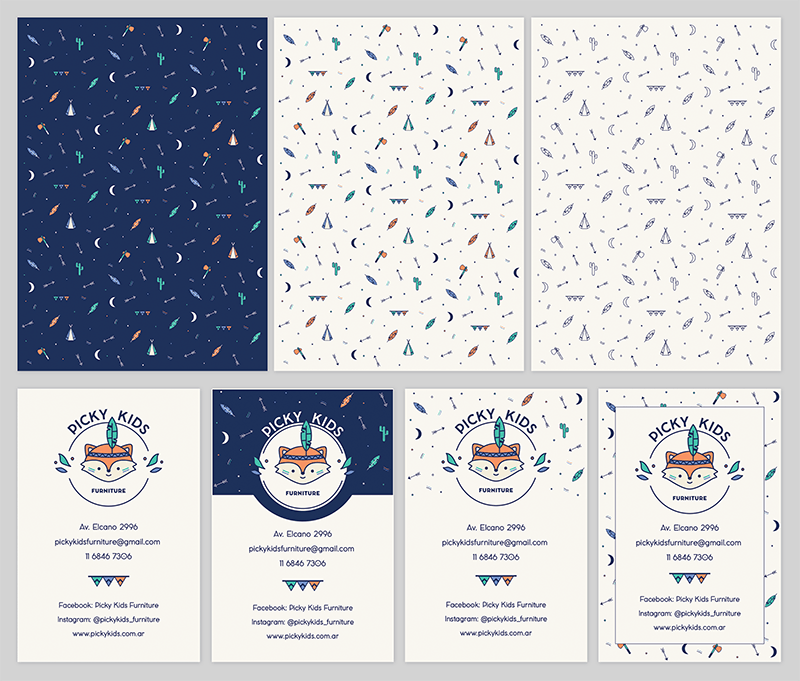 PICKY KIDS
FURNITURE
Av. Elcano 2996
pickykidsfurniture@gmail.com
11 6846 7306
Facebook: Picky Kids Furniture
Instagram: @pickykids_furniture
www.pickykids.com.ar
PICKY KIDS
FURNITURE
Av. Elcano 2996
pickykidsfurniture@gmail.com
11 6846 7306
Facebook: Picky Kids Furniture
Instagram: @pickykids_furniture
www.pickykids.com.ar
PICKY KIDS
FURNITURE
Av. Elcano 2996
pickykidsfurniture@gmail.com
11 6846 7306
Facebook: Picky Kids Furniture
Instagram: @pickykids_furniture
www.pickykids.com.ar
PICKY KIDS
FURNITURE
Av. Elcano 2996
pickykidsfurniture@gmail.com
11 6846 7306
Facebook: Picky Kids Furniture
Instagram: @pickykids_furniture
www.pickykids.com.ar